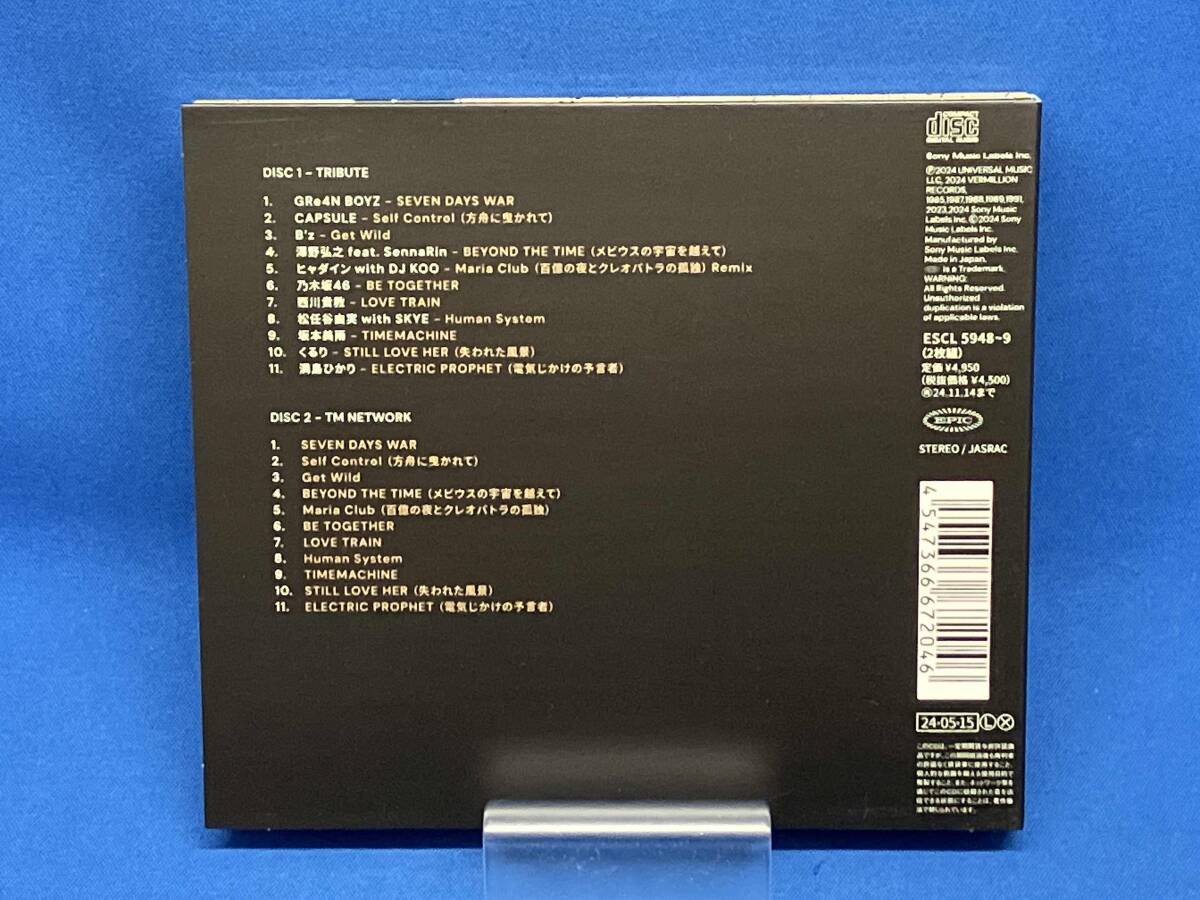 DISC 1 – TRIBUTE
1. GRe4N BOYZ – SEVEN DAYS WAR
2. CAPSULE – Self Control (方舟に曳かれて)
3. B'z – Get Wild
4. 澤野弘之 feat. SennaRin – BEYOND THE TIME (メビウスの宇宙を越えて)
5. ヒャダイン with DJ KOO – Maria Club (百億の夜とクレオパトラの孤独) Remix
6. 乃木坂46 – BE TOGETHER
7. 西川貴教 – LOVE TRAIN
8. 松任谷由実 with SKYE – Human System
9. 坂本美雨 – TIMEMACHINE
10. くるり – STILL LOVE HER (失われた風景)
11. 満島ひかり – ELECTRIC PROPHET (電気じかけの予言者)
DISC 2 – TM NETWORK
1. SEVEN DAYS WAR
2. Self Control (方舟に曳かれて)
3. Get Wild
4. BEYOND THE TIME (メビウスの宇宙を越えて)
5. Maria Club (百億の夜とクレオパトラの孤独)
6. BE TOGETHER
7. LOVE TRAIN
8. Human System
9. TIMEMACHINE
10. STILL LOVE HER (失われた風景)
11. ELECTRIC PROPHET (電気じかけの予言者)
COMPACT
disc
DIGITAL AUDIO
Sony Music Labels Inc.
Ⓟ2024 UNIVERSAL MUSIC
LLC, 2024 VERMILLION
RECORDS,
1985,1987,1988,1989,1991,
2023,2024 Sony Music
Labels Inc. Ⓒ2024 Sony
Music Labels Inc.
Manufactured by
Sony Music Labels Inc.
Made in Japan.
is a Trademark.
WARNING:
All Rights Reserved.
Unauthorized
duplication is a violation
of applicable laws.
ESCL 5948~9
(2枚組)
定価 ¥4,950
(税抜価格 ¥4,500)
Ⓡ24.11.14まで
EPIC
STEREO / JASRAC
4547366672046
24·05·15 Ⓛ Ⓧ